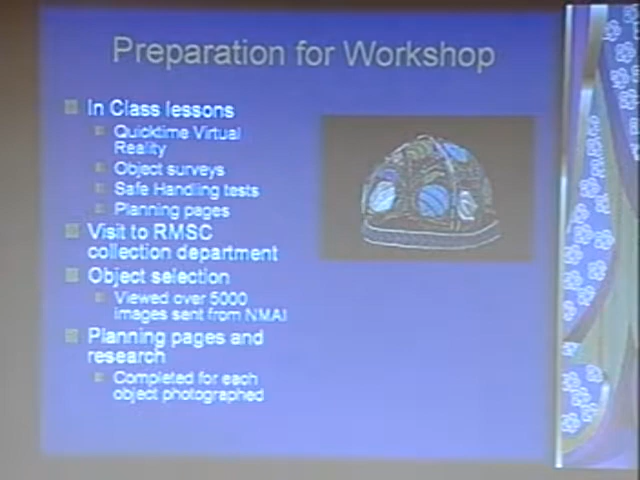 Preparation for Workshop
In Class lessons
Quicktime Virtual
Reality
Object surveys
Safe Handling tests
Planning pages
Visit to RMSC
collection department
Object selection
Viewed over 5000
images sent from NMAI
Planning pages and
research
Completed for each
object photographed